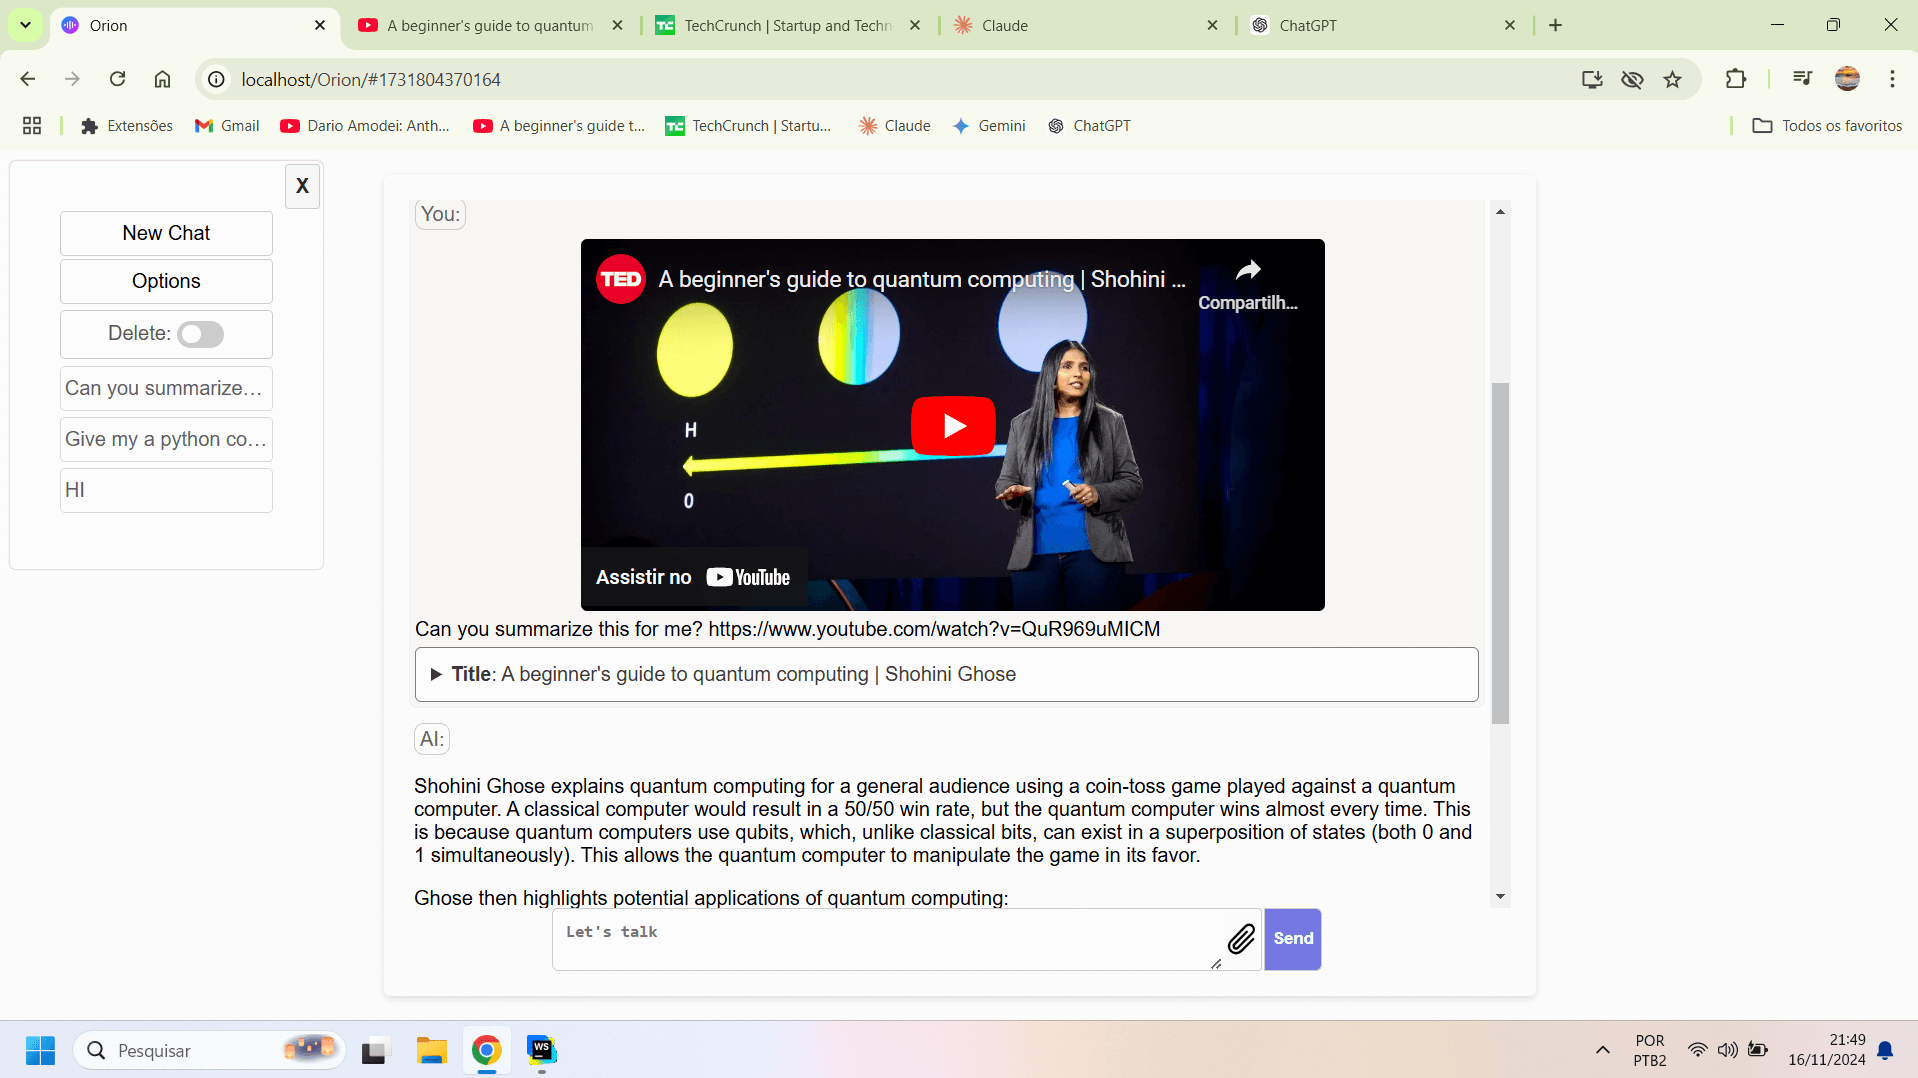 Orion
A beginner's guide to quantum
TechCrunch | Startup and Techn
Claude
ChatGPT
localhost/Orion/#1731804370164
Extensões
Gmail
Dario Amodei: Anth...
A beginner's guide t...
TechCrunch | Startu...
Claude
Gemini
ChatGPT
Todos os favoritos
X
New Chat
Options
Delete:
Can you summarize...
Give my a python co...
HI
You:
TED
A beginner's guide to quantum computing | Shohini ...
Compartilh...
H
0
Assistir no YouTube
Can you summarize this for me? https://www.youtube.com/watch?v=QuR969uMICM
Title: A beginner's guide to quantum computing | Shohini Ghose
AI:
Shohini Ghose explains quantum computing for a general audience using a coin-toss game played against a quantum
computer. A classical computer would result in a 50/50 win rate, but the quantum computer wins almost every time. This
is because quantum computers use qubits, which, unlike classical bits, can exist in a superposition of states (both 0 and
1 simultaneously). This allows the quantum computer to manipulate the game in its favor.
Ghose then highlights potential applications of quantum computing:
Let's talk
Send
Pesquisar
WS
POR
PTB2
21:49
16/11/2024